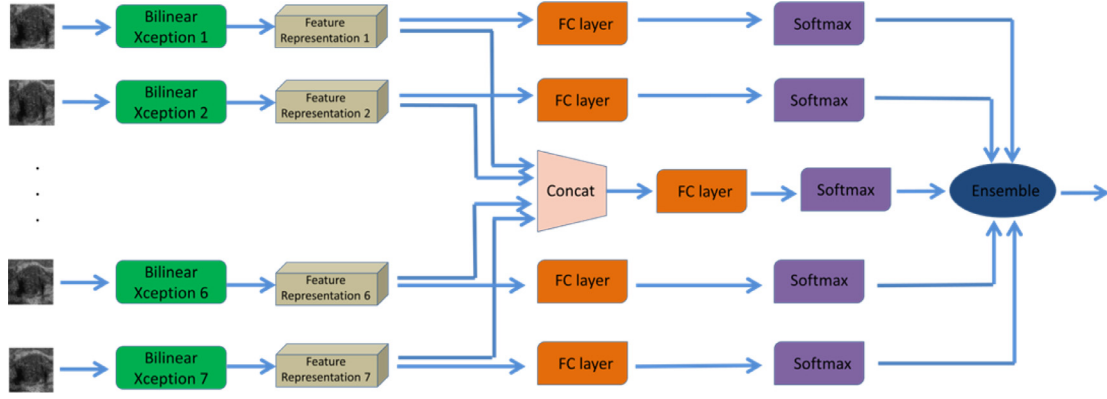 Bilinear
Xception 1
Feature
Representation 1
FC layer
Softmax
Bilinear
Xception 2
Feature
Representation 2
FC layer
Softmax
Concat
FC layer
Softmax
Ensemble
Bilinear
Xception 6
Feature
Representation 6
FC layer
Softmax
Bilinear
Xception 7
Feature
Representation 7
FC layer
Softmax